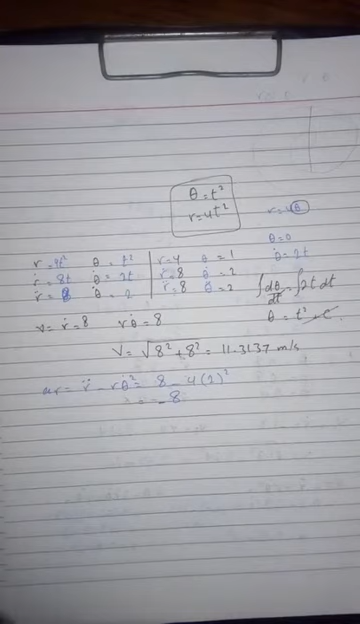 θ = t²
r = 4t²
r = 4θ
r = 4t² θ = t² | r = 4 θ = 1
ṙ = 8t θ̇ = 2t | ṙ = 8 θ̇ = 2
r̈ = 8 θ̈ = 2 | r̈ = 8 θ̈ = 2
θ = 0
θ̇ = 2t
∫ dθ/dt = ∫ 2t dt
θ = t² + c
v = ṙ = 8 rθ̇ = 8
V = √8² + 8² = 11.3137 m/s
ar = r̈ - rθ̇² = 8 - 4(2)²
= -8